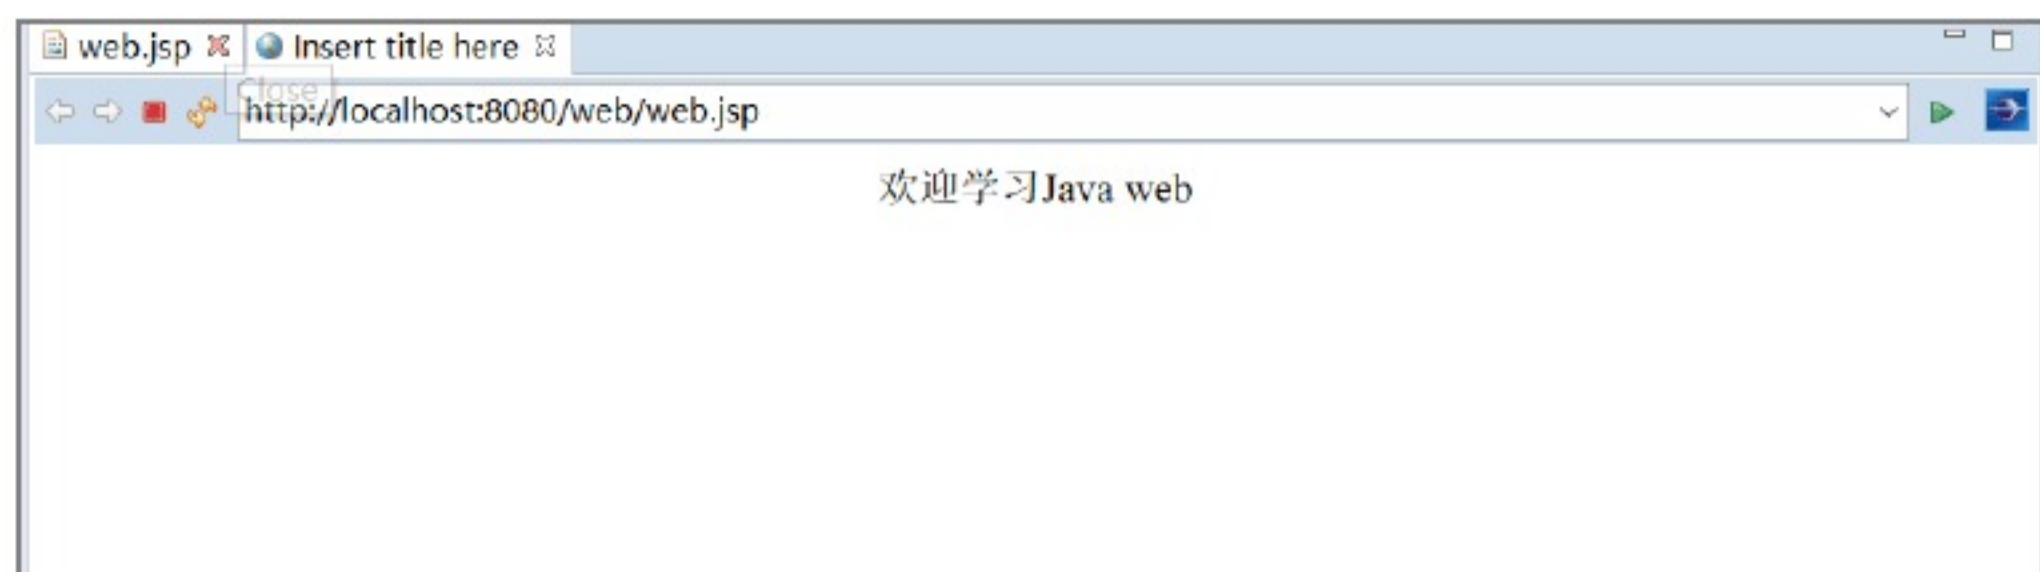 web.jsp Insert title here
Close
http://localhost:8080/web/web.jsp
欢迎学习Java web